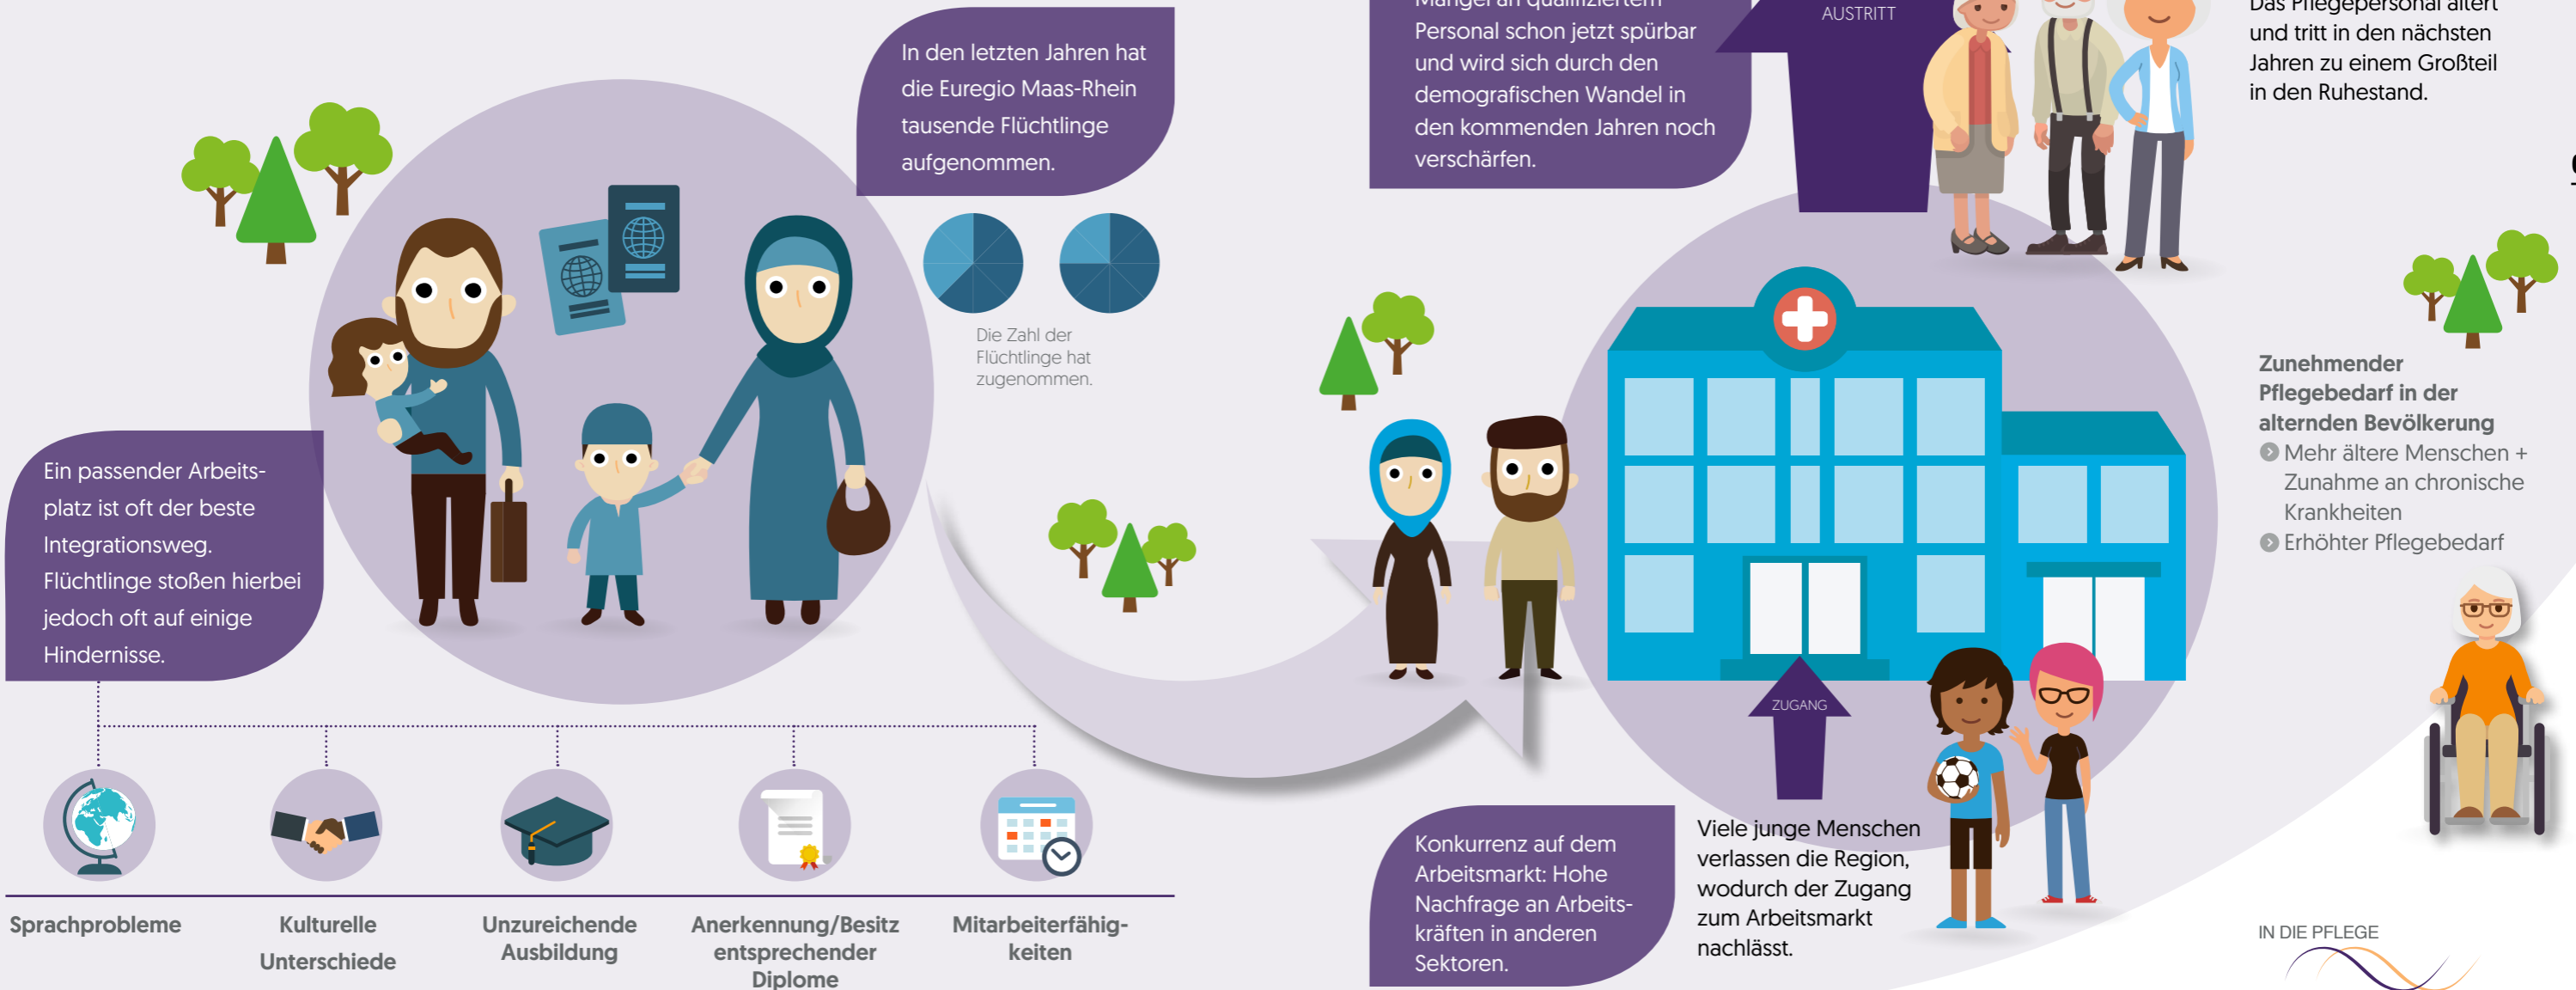 In den letzten Jahren hat
die Euregio Maas-Rhein
tausende Flüchtlinge
aufgenommen.
Die Zahl der
Flüchtlinge hat
zugenommen.
Ein passender Arbeits-
platz ist oft der beste
Integrationsweg.
Flüchtlinge stoßen hierbei
jedoch oft auf einige
Hindernisse.
Sprachprobleme
Kulturelle
Unterschiede
Unzureichende
Ausbildung
Anerkennung/Besitz
entsprechender
Diplome
Mitarbeiterfähig-
keiten
Mangel an qualifiziertem
Personal schon jetzt spürbar
und wird sich durch den
demografischen Wandel in
den kommenden Jahren noch
verschärfen.
AUSTRITT
Das Pflegepersonal altert
und tritt in den nächsten
Jahren zu einem Großteil
in den Ruhestand.
Zunehmender
Pflegebedarf in der
alternden Bevölkerung
Mehr ältere Menschen +
Zunahme an chronische
Krankheiten
Erhöhter Pflegebedarf
ZUGANG
Konkurrenz auf dem
Arbeitsmarkt: Hohe
Nachfrage an Arbeits-
kräften in anderen
Sektoren.
Viele junge Menschen
verlassen die Region,
wodurch der Zugang
zum Arbeitsmarkt
nachlässt.
IN DIE PFLEGE